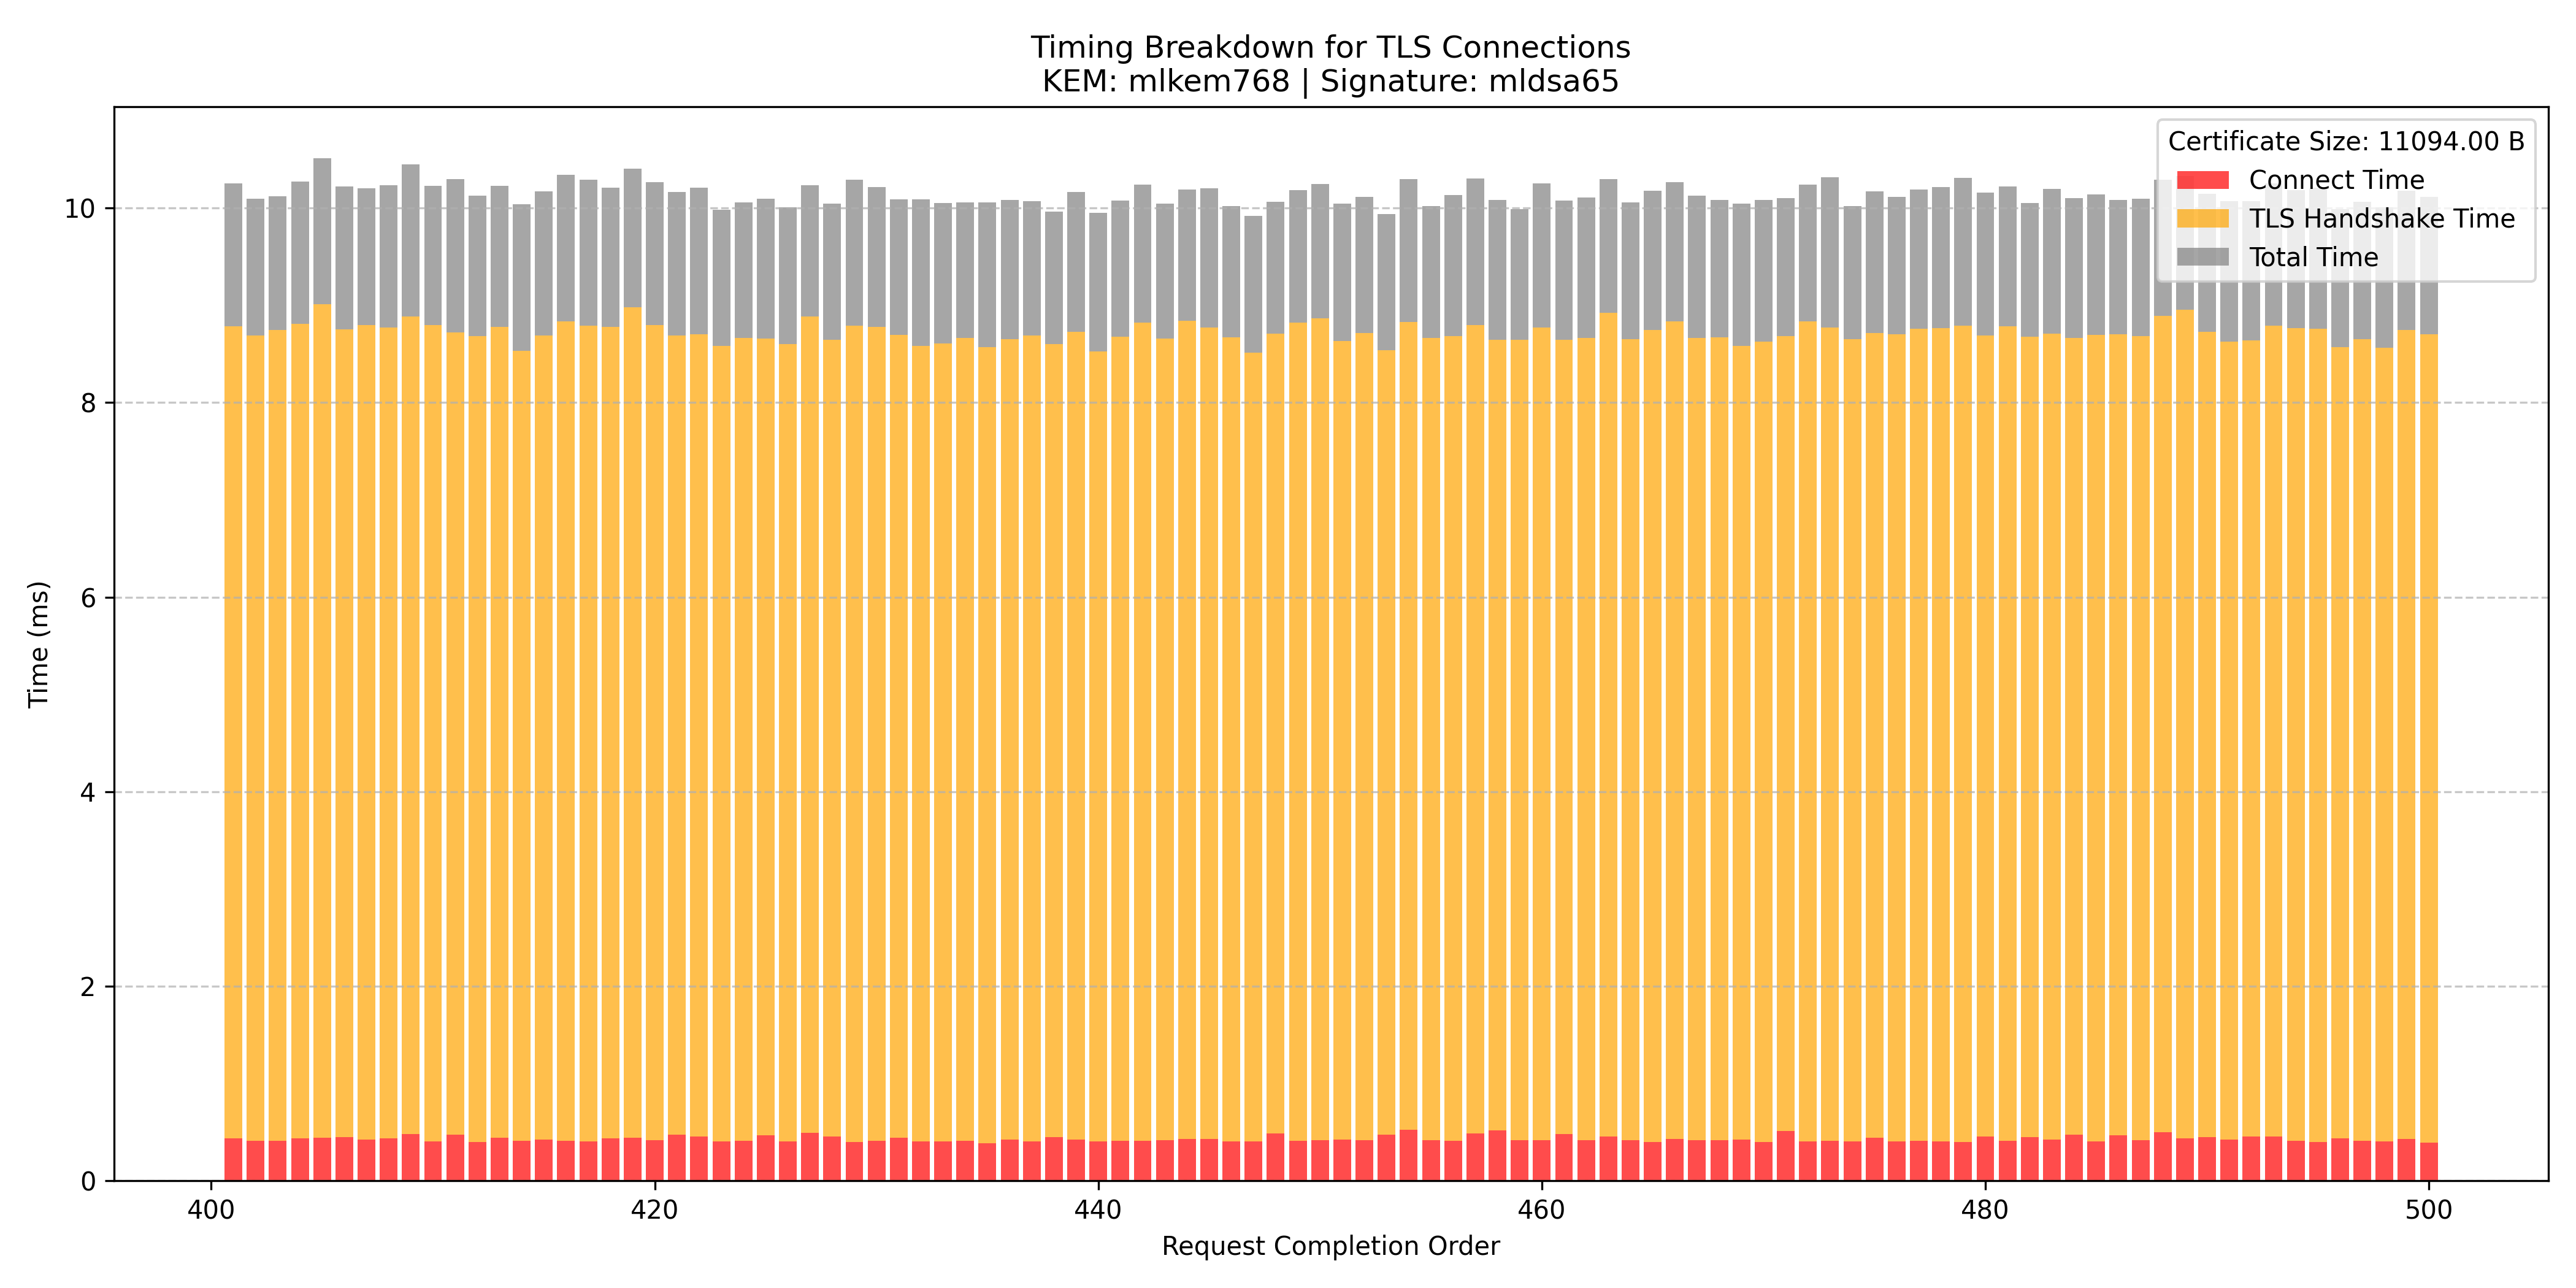 Timing Breakdown for TLS Connections
KEM: mlkem768 | Signature: mldsa65
Certificate Size: 11094.00 B
Connect Time
TLS Handshake Time
Total Time
Time (ms)
10
8
6
4
2
0
400 420 440 460 480 500
Request Completion Order